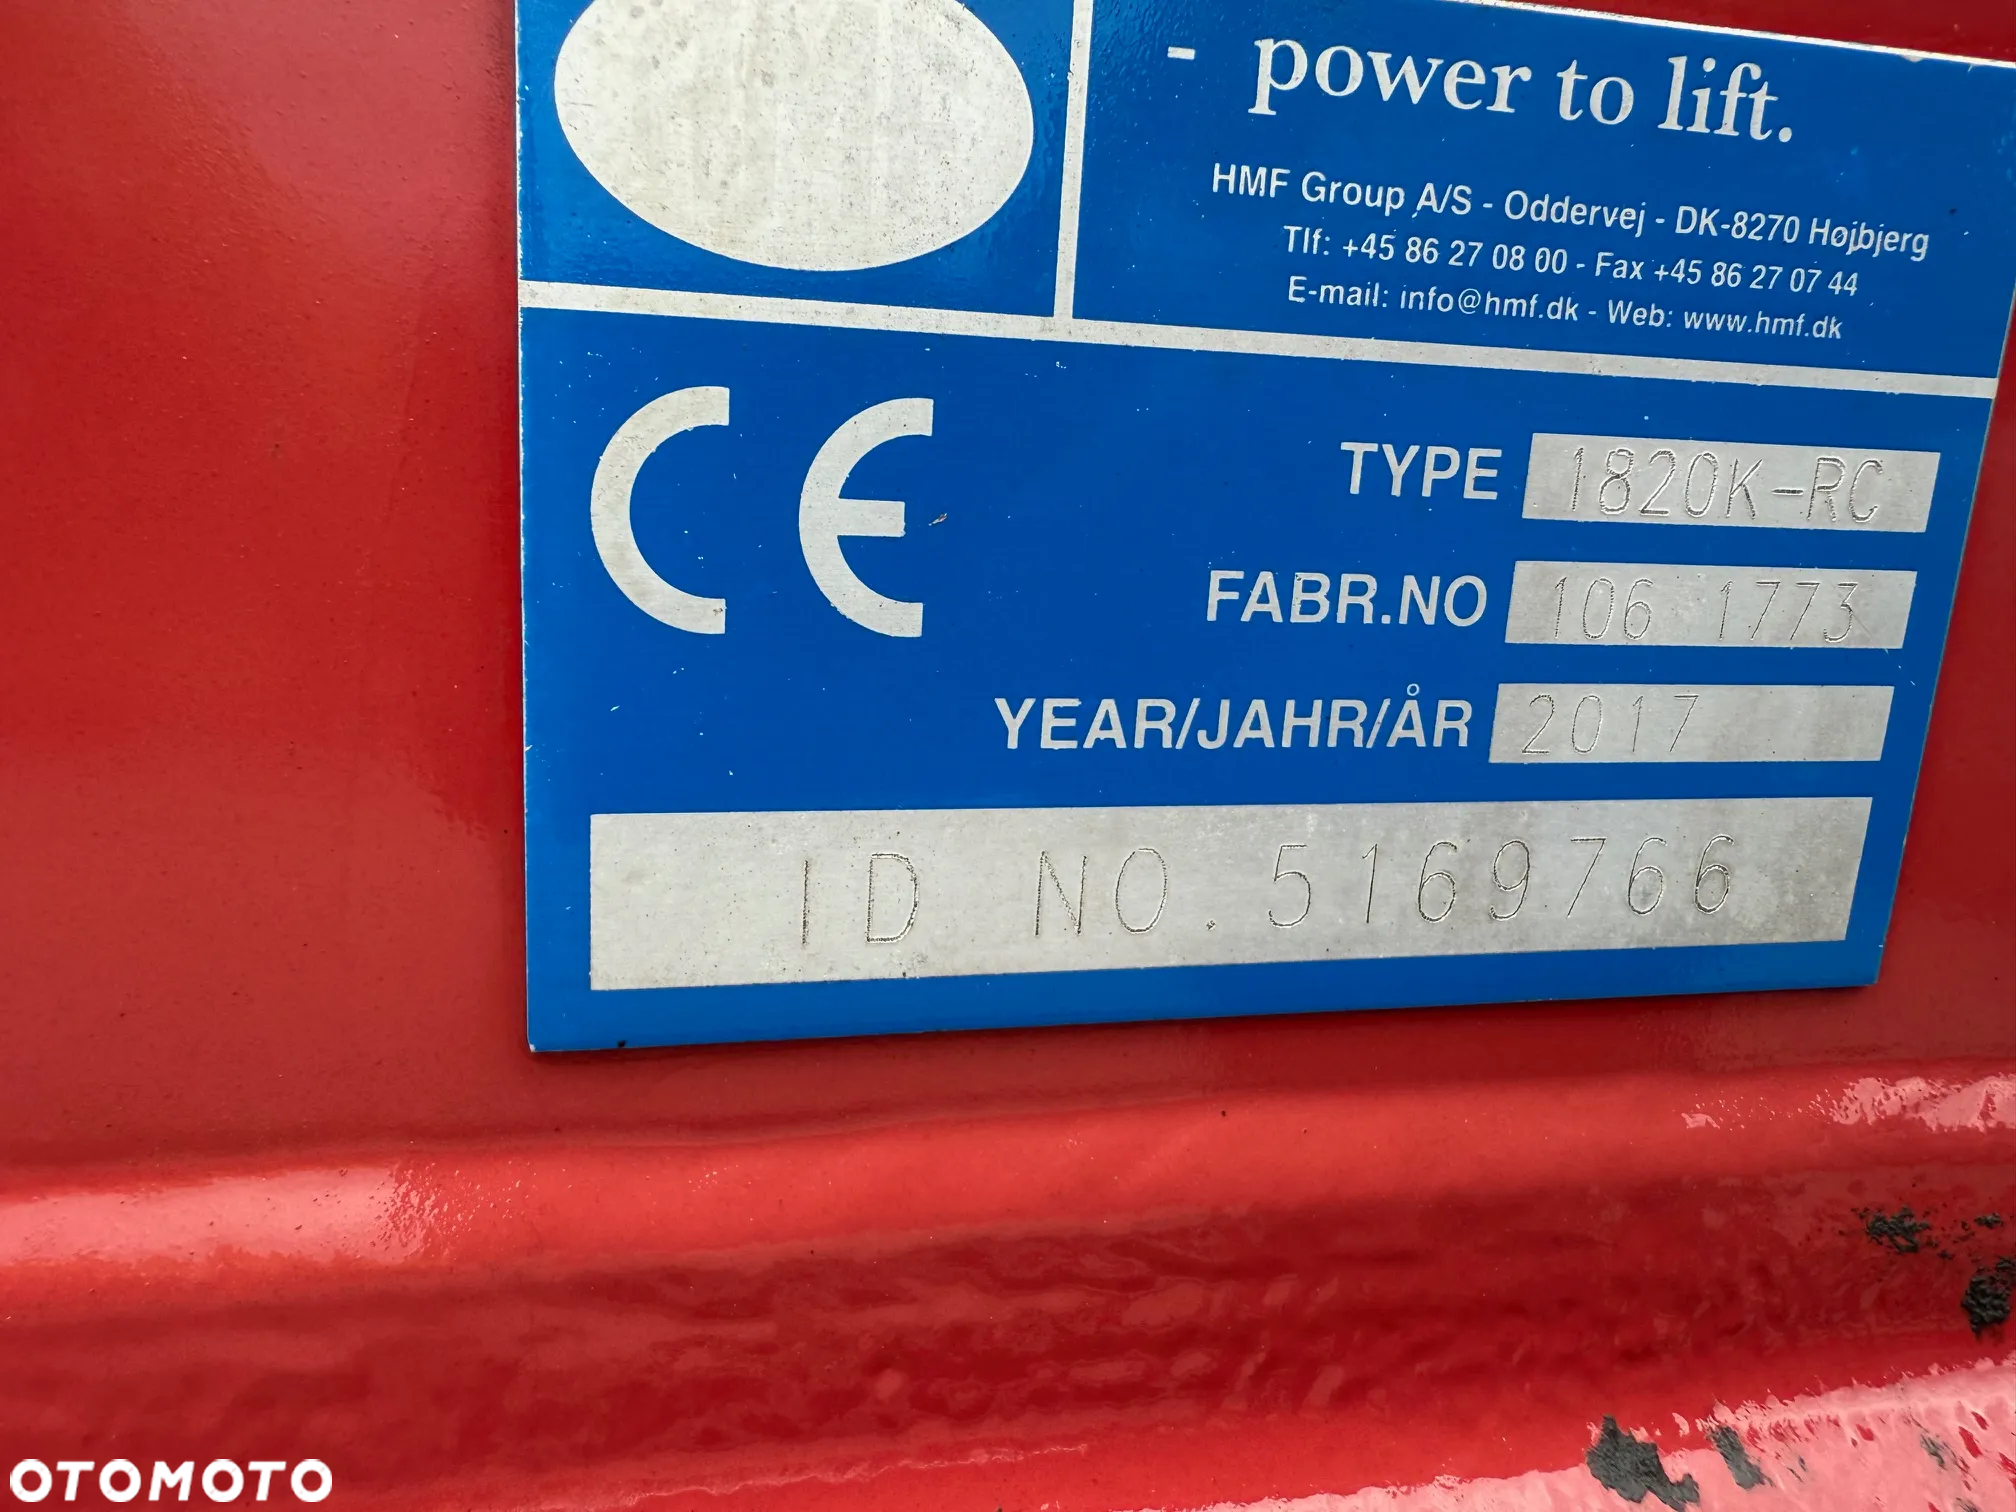 - power to lift.
HMF Group A/S - Oddervej - DK-8270 Højbjerg
Tlf: +45 86 27 08 00 - Fax +45 86 27 07 44
E-mail: info@hmf.dk - Web: www.hmf.dk
CE
TYPE 1820K-RC
FABR.NO 106 1773
YEAR/JAHR/ÅR 2017
ID NO. 5169766
OTOMOTO